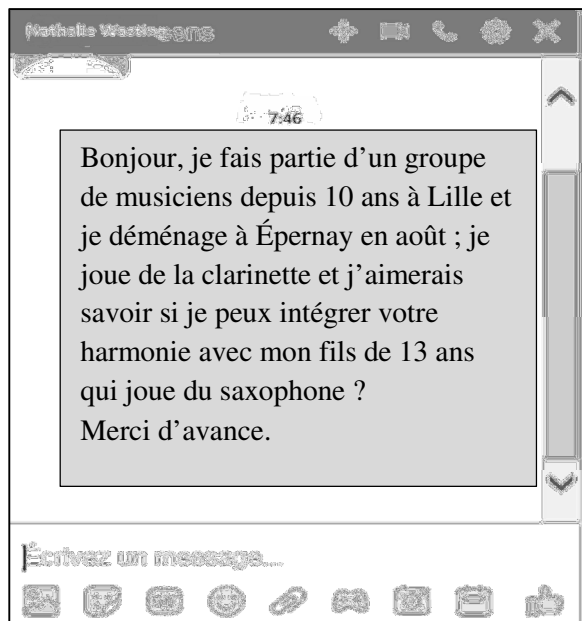 7:46
Bonjour, je fais partie d’un groupe
de musiciens depuis 10 ans à Lille et
je déménage à Épernay en août ; je
joue de la clarinette et j’aimerais
savoir si je peux intégrer votre
harmonie avec mon fils de 13 ans
qui joue du saxophone ?
Merci d’avance.
Écrivez un message...